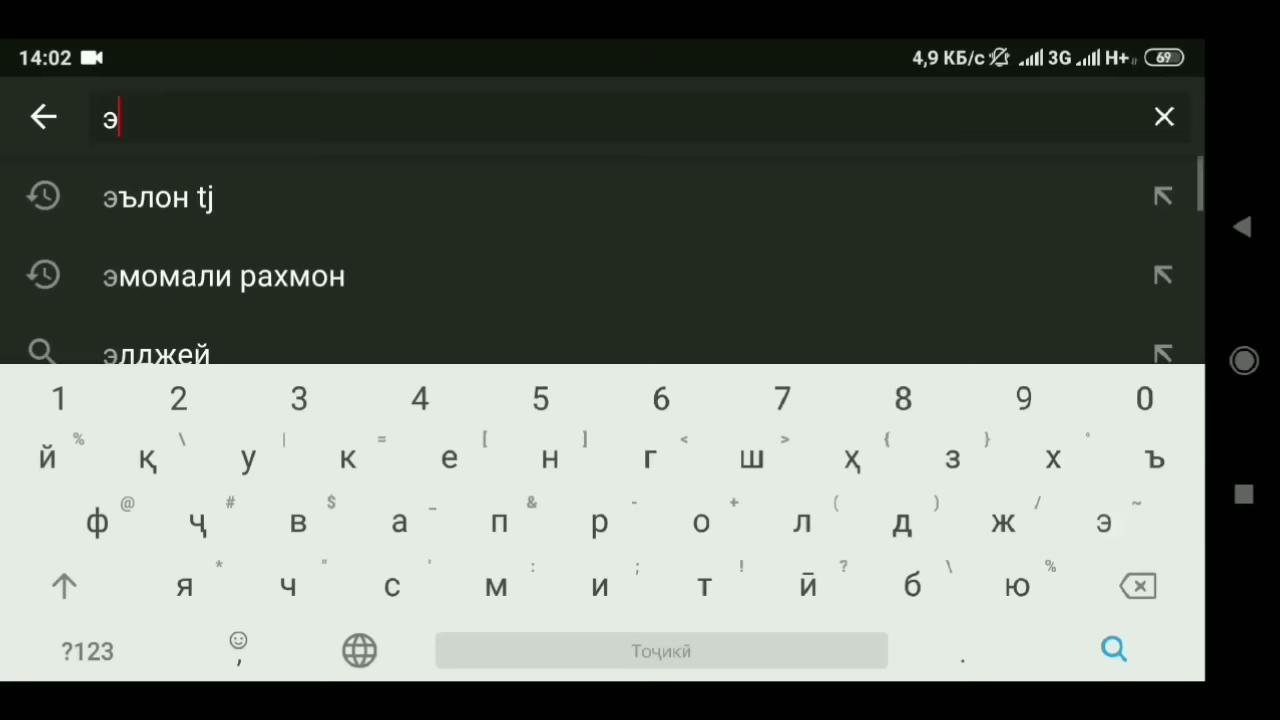 14:02 4,9 КБ/с 3G H+ 69
э
эълон tj
эмомали рахмон
элджей
1 2 3 4 5 6 7 8 9 0
% \ | = [ ] < > { } °
й қ у к е н г ш ҳ з х ъ
@ # $ _ & - + ( ) / ~
ф ҷ в а п р о л д ж э
* " ' : ; ! ? \ %
я ч с м и т ӣ б ю
?123 , Тоҷикӣ .